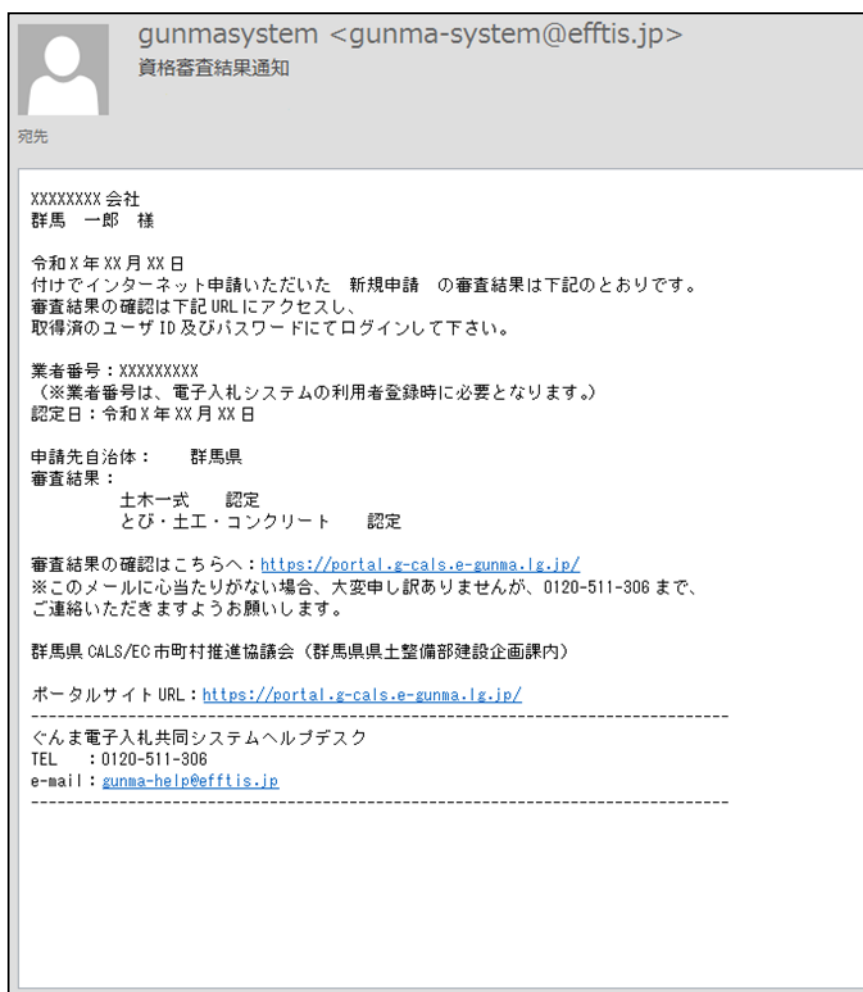 gunmasystem <gunma-system@efftis.jp>
資格審査結果通知
宛先
XXXXXXXX 会社
群馬　一郎　様
令和 X 年 XX 月 XX 日
付けでインターネット申請いただいた　新規申請　の審査結果は下記のとおりです。
審査結果の確認は下記 URL にアクセスし、
取得済のユーザ ID 及びパスワードにてログインして下さい。
業者番号：XXXXXXXXX
（※業者番号は、電子入札システムの利用者登録時に必要となります。）
認定日：令和 X 年 XX 月 XX 日
申請先自治体：　　群馬県
審査結果：
土木一式　　認定
とび・土工・コンクリート　　認定
審査結果の確認はこちらへ：https://portal.g-cals.e-gunma.lg.jp/
※このメールに心当たりがない場合、大変申し訳ありませんが、0120-511-306 まで、
ご連絡いただきますようお願いします。
群馬県 CALS/EC 市町村推進協議会（群馬県県土整備部建設企画課内）
ポータルサイト URL：https://portal.g-cals.e-gunma.lg.jp/
-------------------------------------------------------------------------------
ぐんま電子入札共同システムヘルプデスク
TEL　：0120-511-306
e-mail：gunma-help@efftis.jp
-------------------------------------------------------------------------------